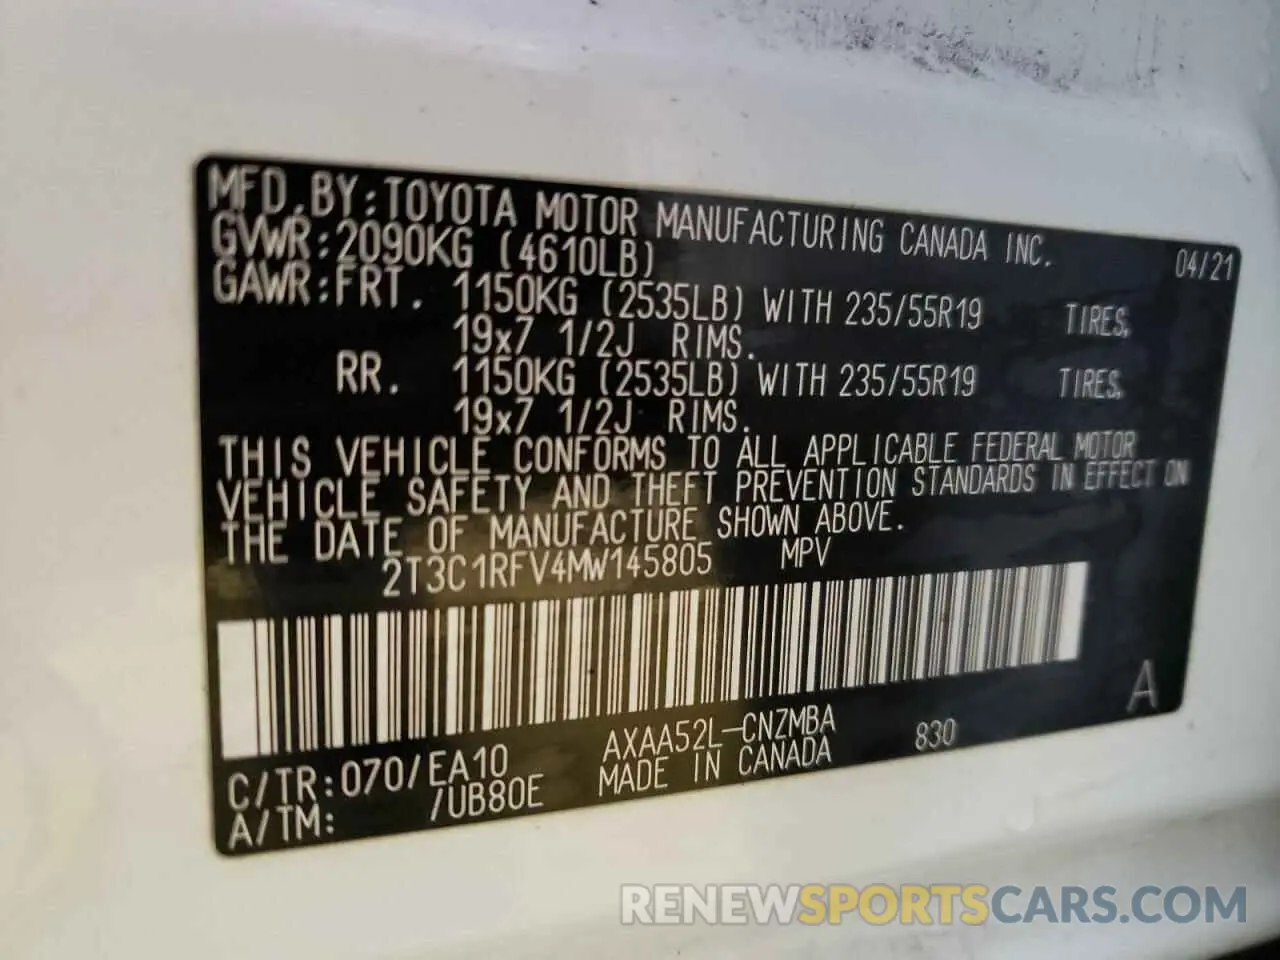 MFD.BY:TOYOTA MOTOR MANUFACTURING CANADA INC. 04/21
GVWR:2090KG (4610LB)
GAWR:FRT. 1150KG (2535LB) WITH 235/55R19 TIRES,
19x7 1/2J RIMS.
RR. 1150KG (2535LB) WITH 235/55R19 TIRES,
19x7 1/2J RIMS.
THIS VEHICLE CONFORMS TO ALL APPLICABLE FEDERAL MOTOR
VEHICLE SAFETY AND THEFT PREVENTION STANDARDS IN EFFECT ON
THE DATE OF MANUFACTURE SHOWN ABOVE.
2T3C1RFV4MW145805 MPV
A
C/TR:070/EA10 AXAA52L-CNZMBA 830
A/TM: /UB80E MADE IN CANADA
RENEWSPORTSCARS.COM